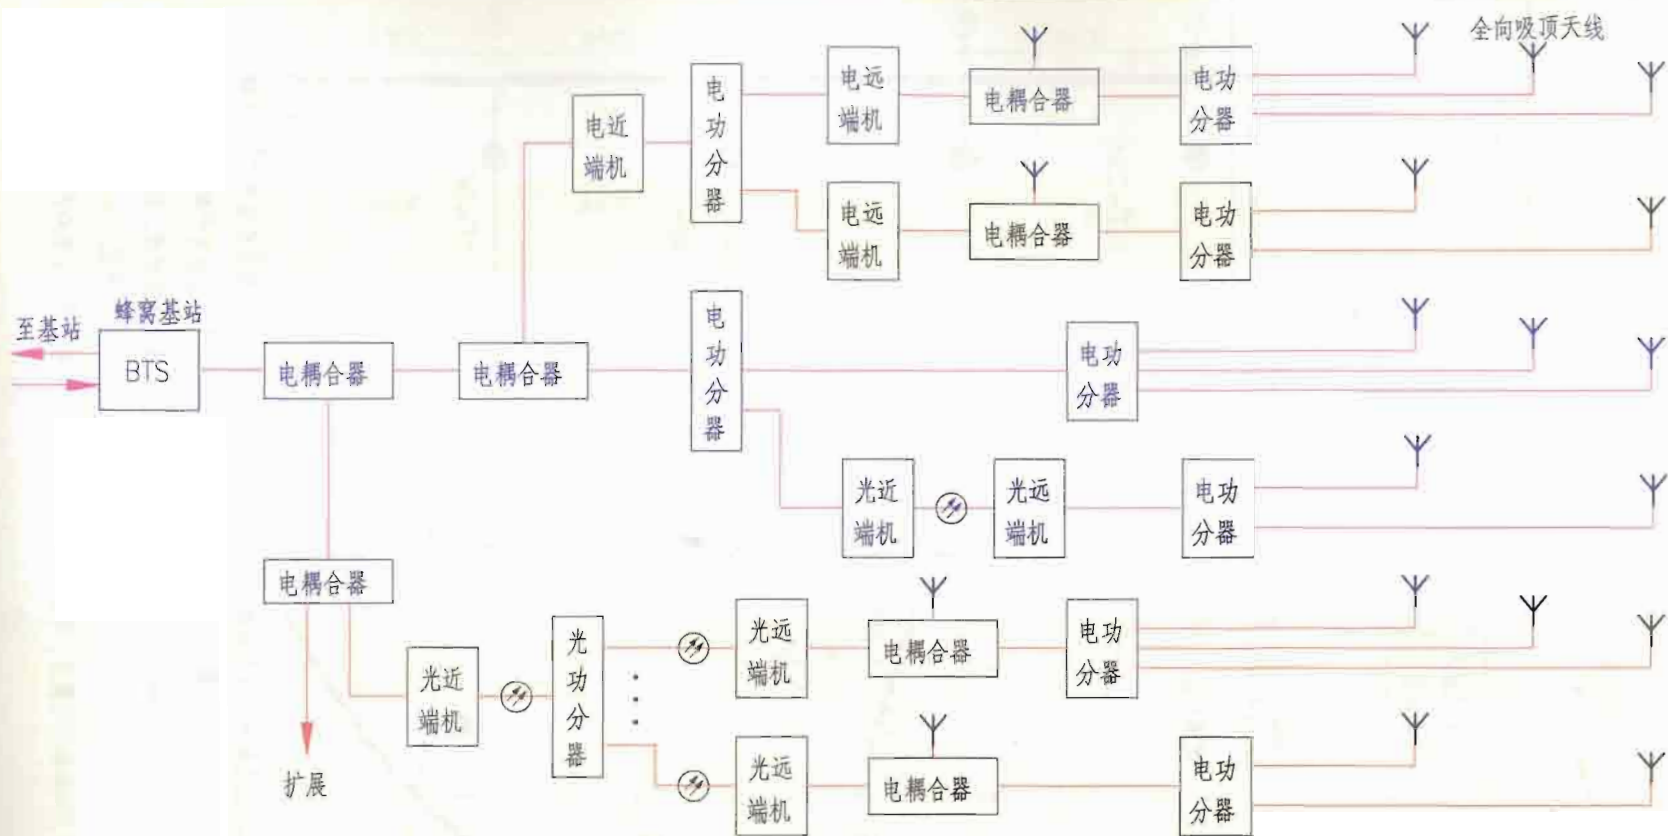 全向吸顶天线
电近
端机
电
功
分
器
电远
端机
电耦合器
电功
分器
电远
端机
电耦合器
电功
分器
至基站
蜂窝基站
BTS
电耦合器
电耦合器
电
功
分
器
电功
分器
光近
端机
光远
端机
电功
分器
电耦合器
扩展
光近
端机
光
功
分
器
光远
端机
电耦合器
电功
分器
光远
端机
电耦合器
电功
分器